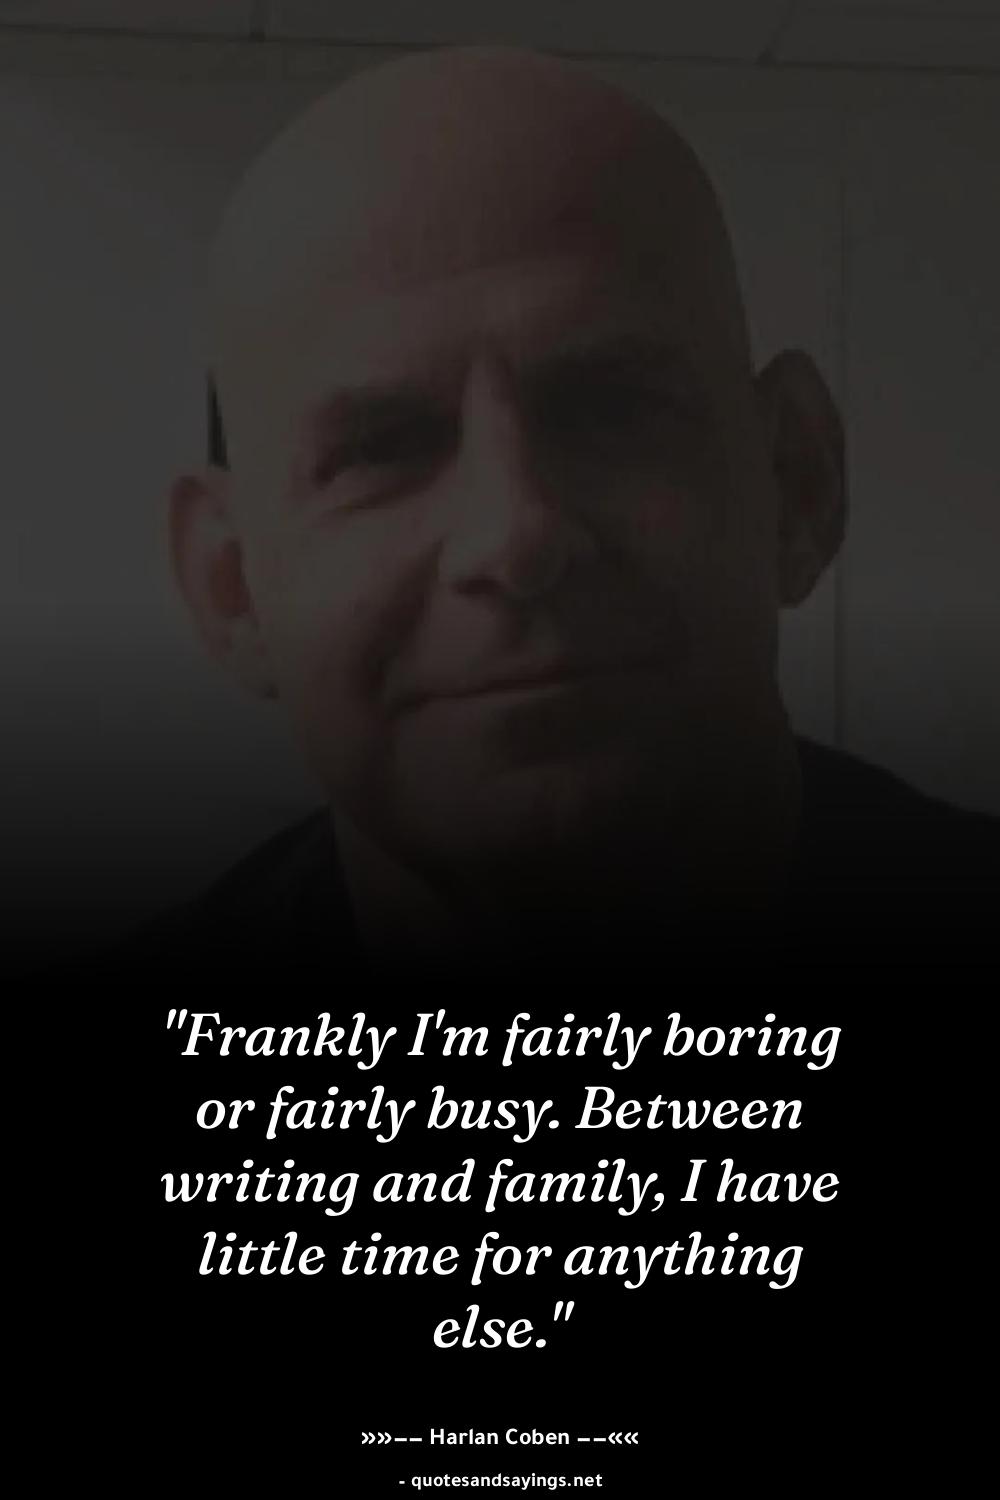 "Frankly I'm fairly boring
or fairly busy. Between
writing and family, I have
little time for anything
else."
»»—— Harlan Coben ——««
- quotesandsayings.net